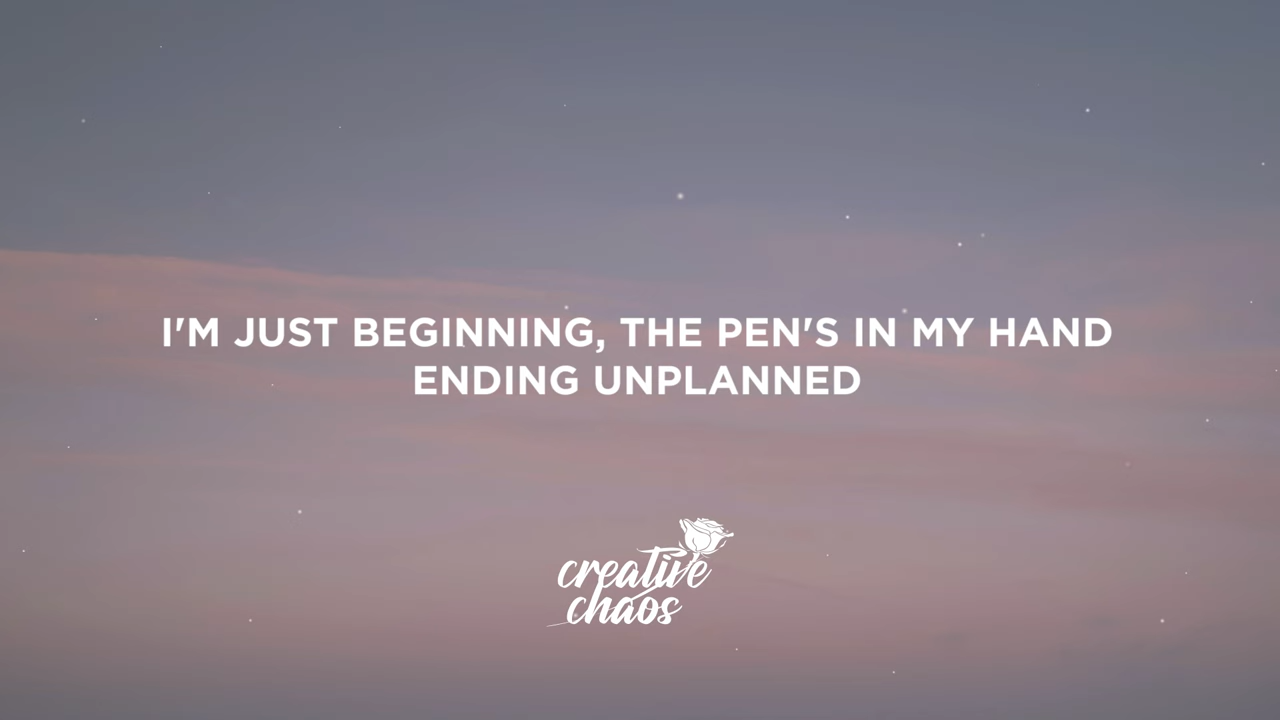 I'M JUST BEGINNING, THE PEN'S IN MY HAND
ENDING UNPLANNED
creative
chaos